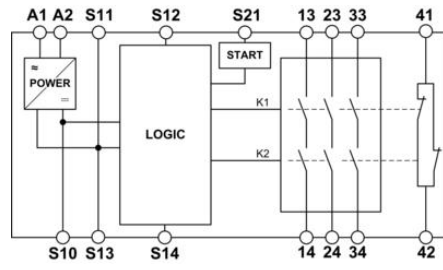 A1 A2 S11 S12 S21 13 23 33 41
START
≃
POWER
K1
LOGIC
K2
S10 S13 S14 14 24 34 42